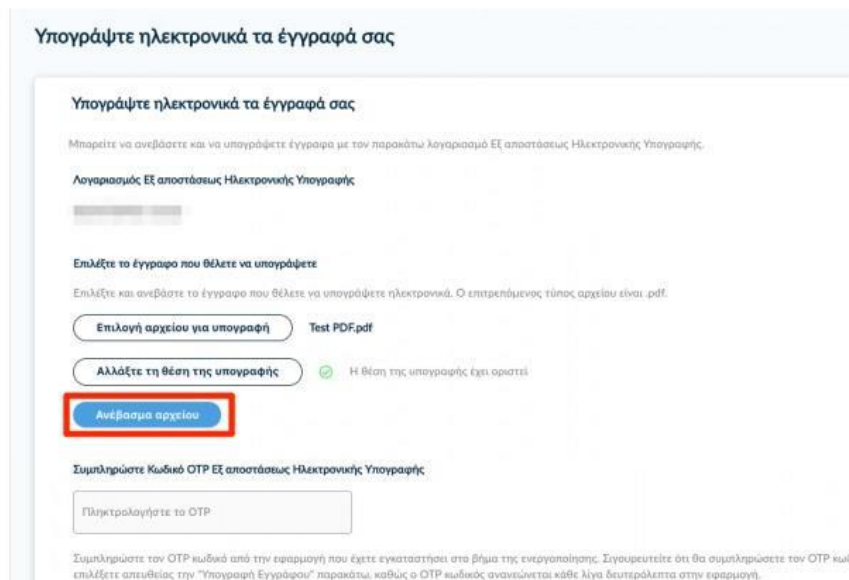 Υπογράψτε ηλεκτρονικά τα έγγραφά σας
Υπογράψτε ηλεκτρονικά τα έγγραφά σας
Μπορείτε να ανεβάσετε και να υπογράψετε έγγραφα με τον παρακάτω λογαριασμό Εξ αποστάσεως Ηλεκτρονικής Υπογραφής.
Λογαριασμός Εξ αποστάσεως Ηλεκτρονικής Υπογραφής
Επιλέξτε το έγγραφο που θέλετε να υπογράψετε
Επιλέξτε και ανεβάστε το έγγραφο που θέλετε να υπογράψετε ηλεκτρονικά. Ο επιτρεπόμενος τύπος αρχείου είναι .pdf.
Επιλογή αρχείου για υπογραφή Test PDF.pdf
Αλλάξτε τη θέση της υπογραφής Η θέση της υπογραφής έχει οριστεί
Ανέβασμα αρχείου
Συμπληρώστε Κωδικό OTP Εξ αποστάσεως Ηλεκτρονικής Υπογραφής
Πληκτρολογήστε το OTP
Συμπληρώστε τον OTP κωδικό από την εφαρμογή που έχετε εγκαταστήσει στο βήμα της ενεργοποίησης. Σιγουρευτείτε ότι θα συμπληρώσετε τον OTP
επιλέξετε απευθείας την "Υπογραφή Εγγράφου" παρακάτω, καθώς ο OTP κωδικός ανανεώνεται κάθε λίγα δευτερόλεπτα στην εφαρμογή.